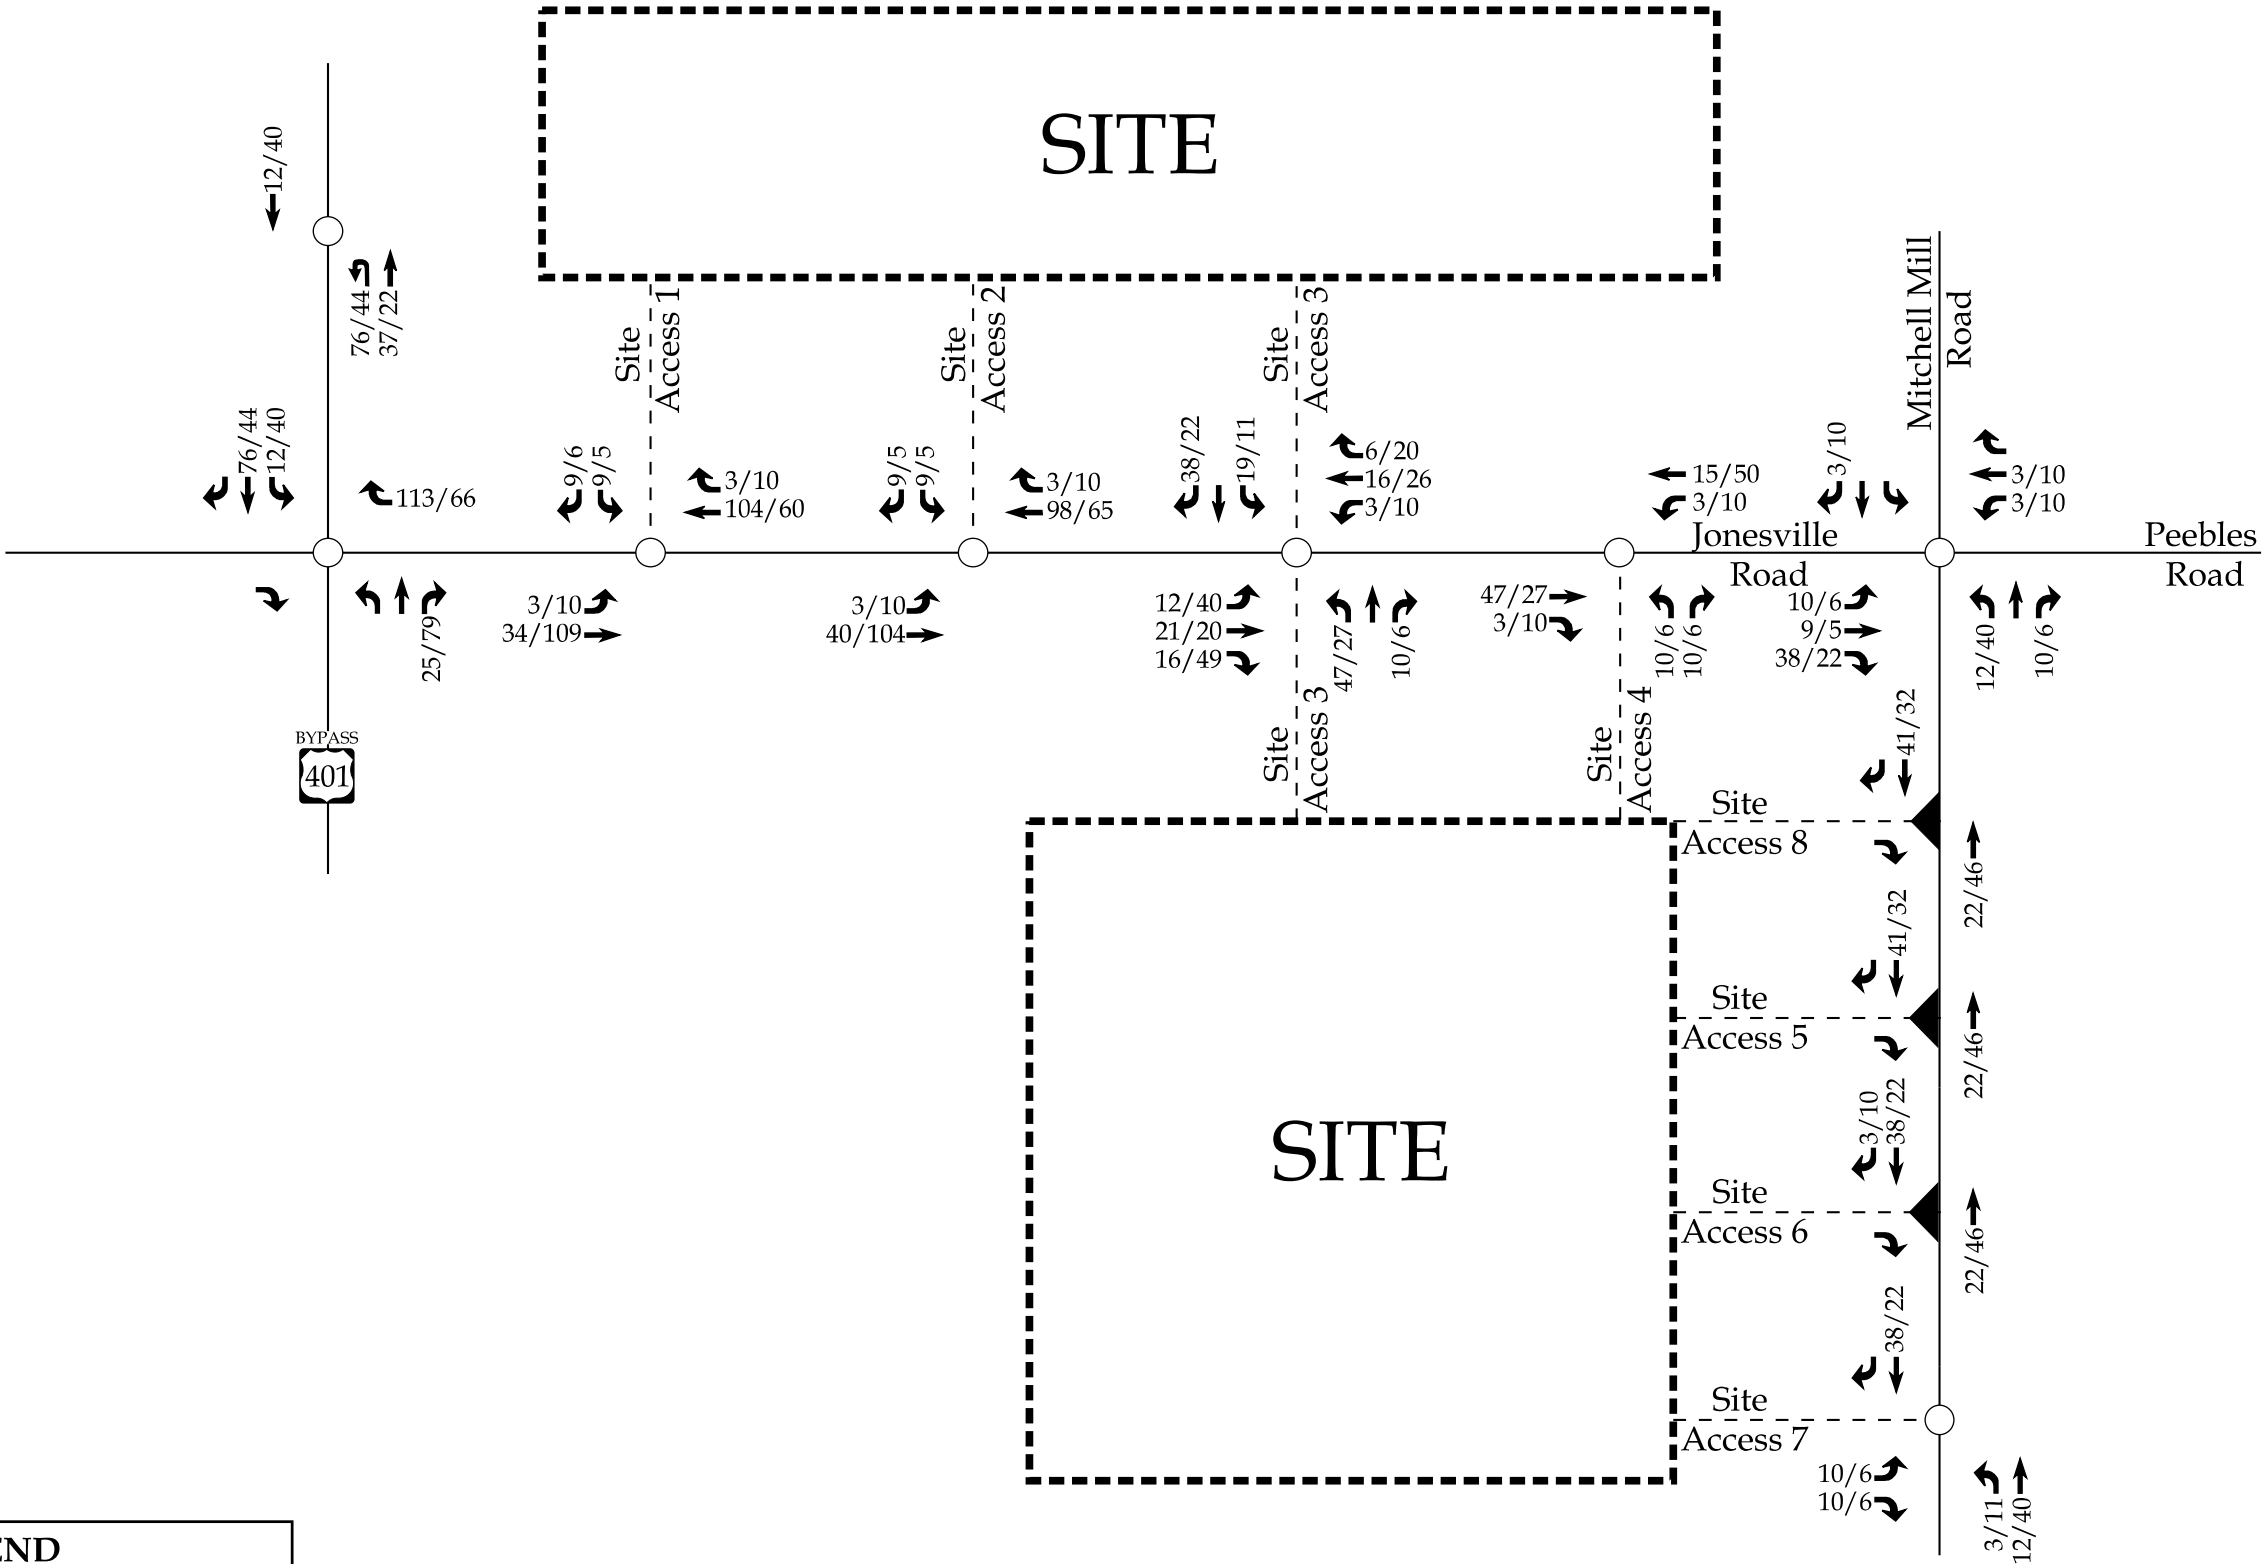 SITE
12/40
76/44
37/22
Site
Access 1
Site
Access 2
Site
Access 3
Mitchell Mill
Road
76/44
12/40
113/66
9/6
9/5
3/10
104/60
9/5
9/5
3/10
98/65
38/22
19/11
6/20
16/26
3/10
15/50
3/10
3/10
3/10
3/10
Jonesville
Road
Peebles
Road
25/79
3/10
34/109
3/10
40/104
12/40
21/20
16/49
47/27
10/6
47/27
3/10
10/6
10/6
10/6
9/5
38/22
12/40
10/6
Site
Access 3
Site
Access 4
BYPASS
401
41/32
Site
Access 8
22/46
41/32
Site
Access 5
22/46
SITE
3/10
38/22
Site
Access 6
22/46
38/22
Site
Access 7
10/6
10/6
3/11
12/40
END